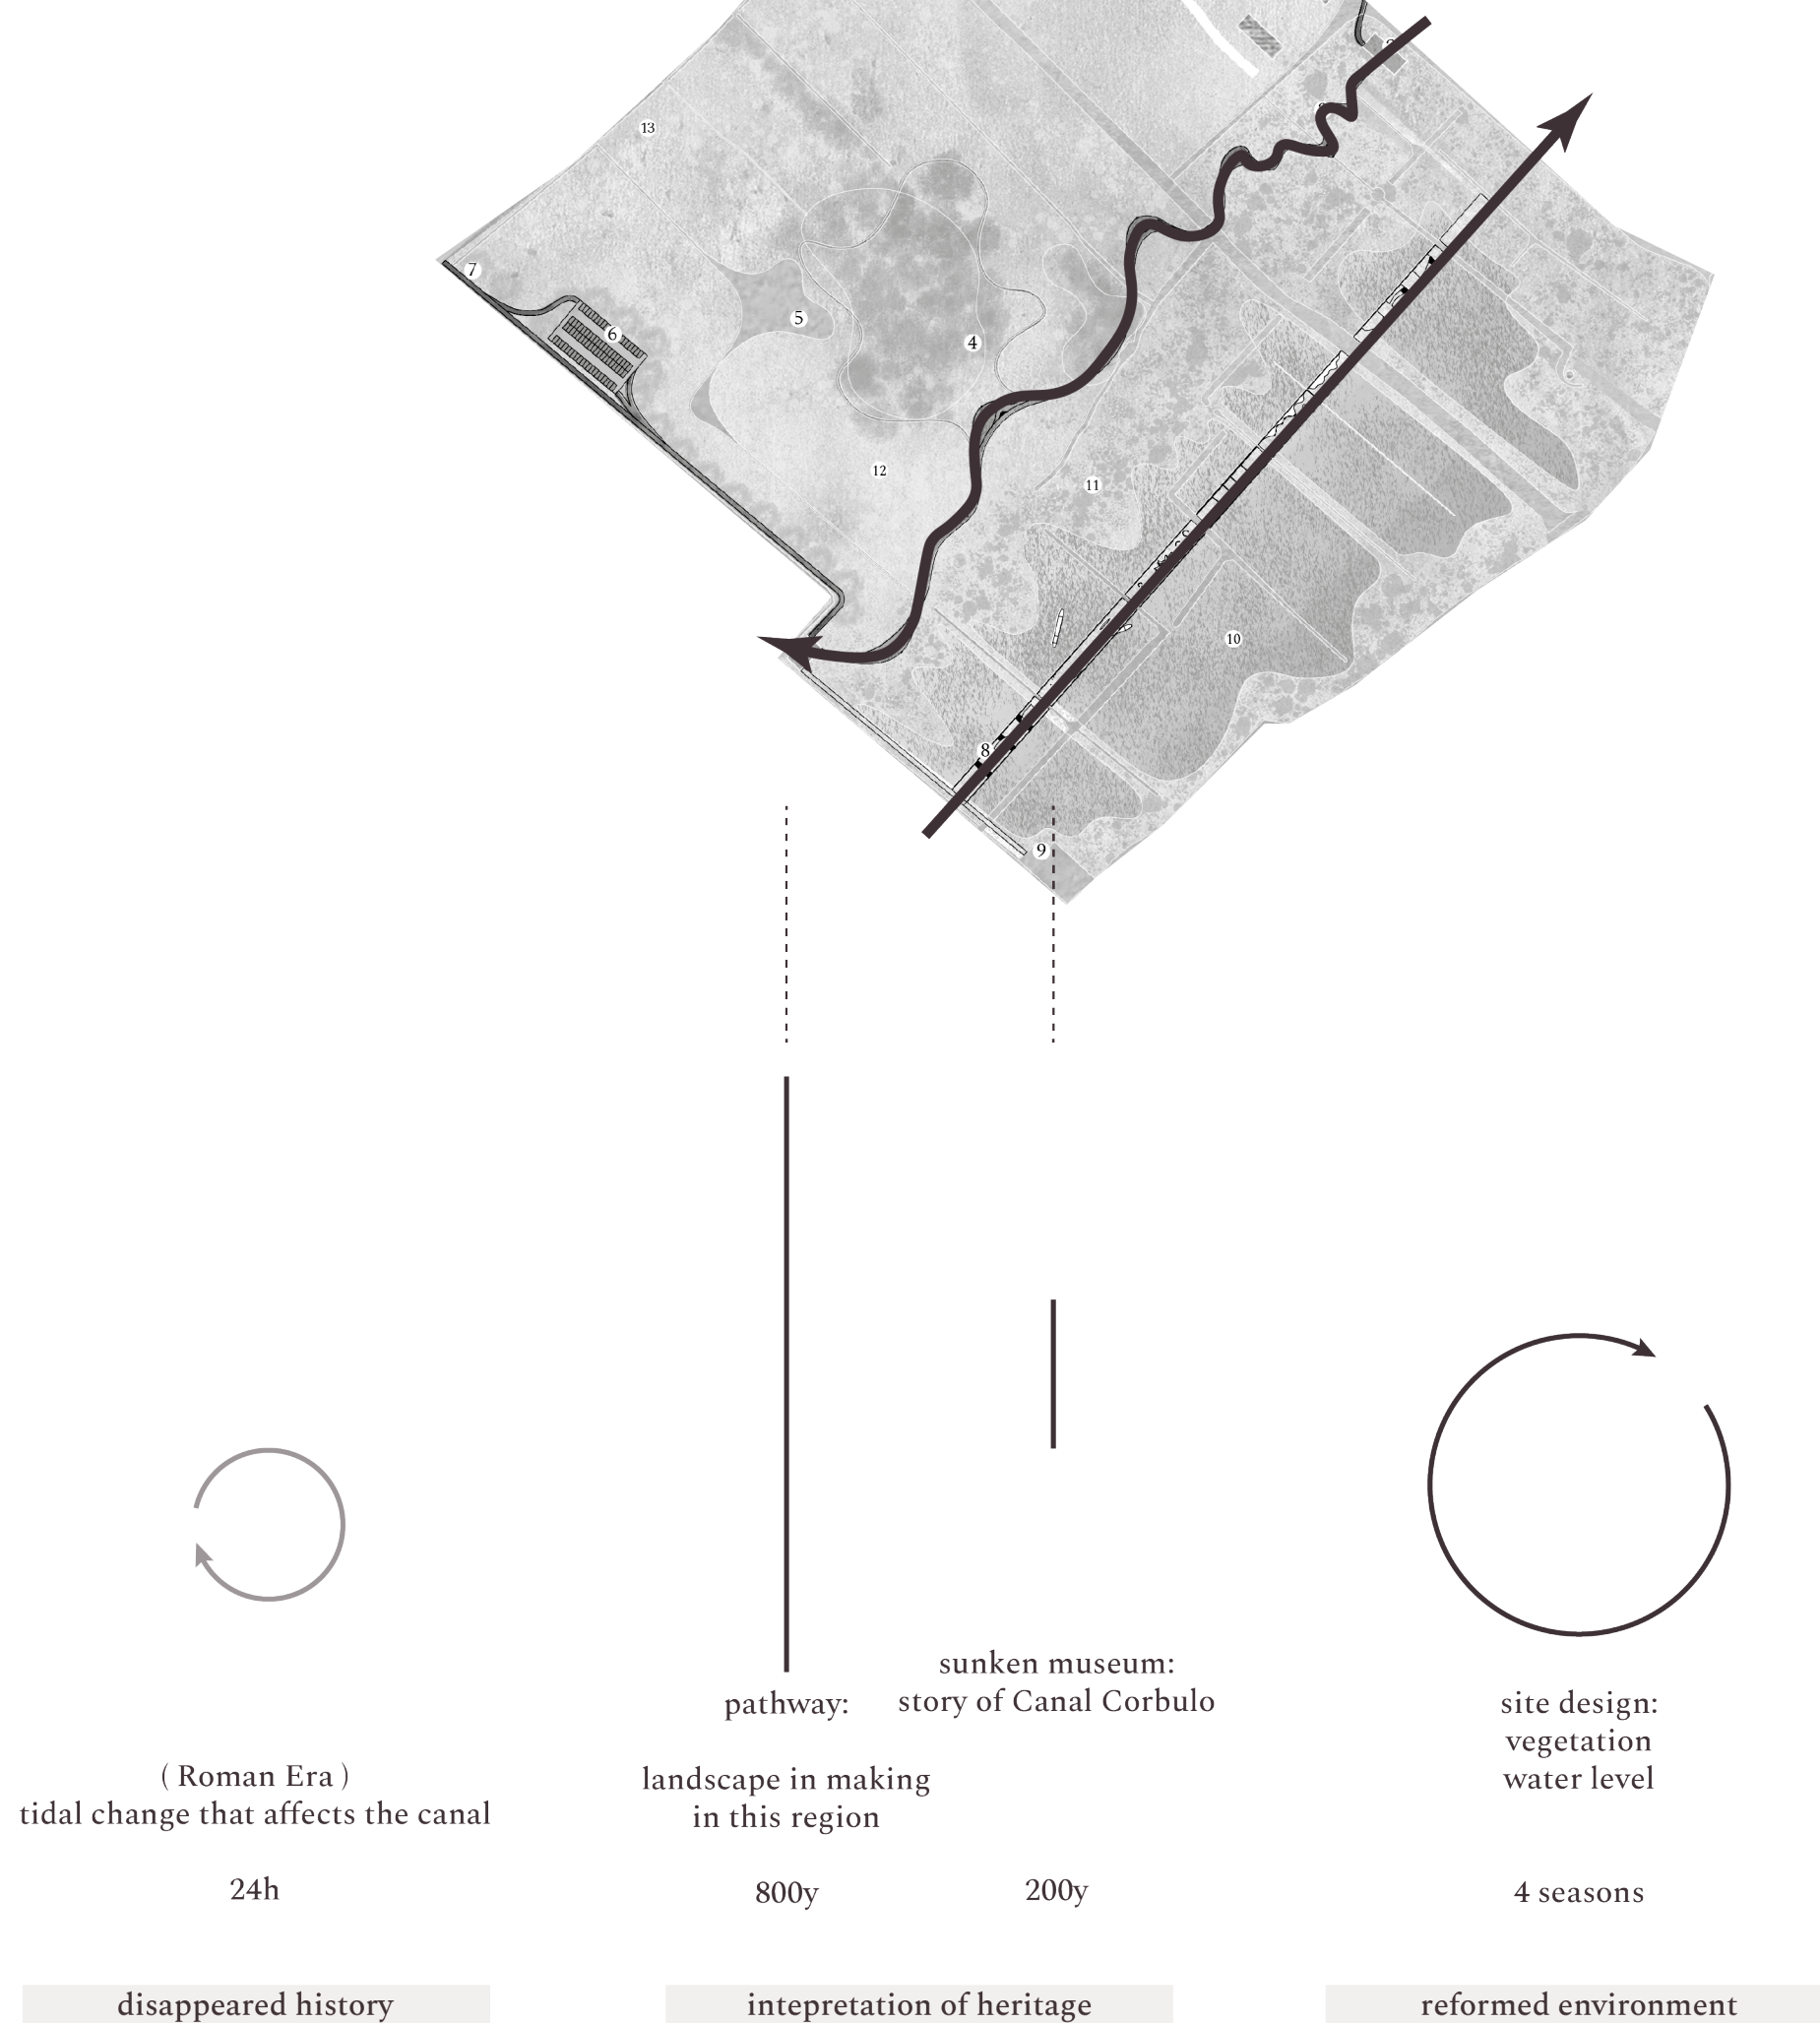 13
7
6
5
4
12
11
10
8
9
sunken museum:
story of Canal Corbulo
pathway:
landscape in making
in this region
site design:
vegetation
water level
( Roman Era )
tidal change that affects the canal
24h
800y
200y
4 seasons
disappeared history
intepretation of heritage
reformed environment